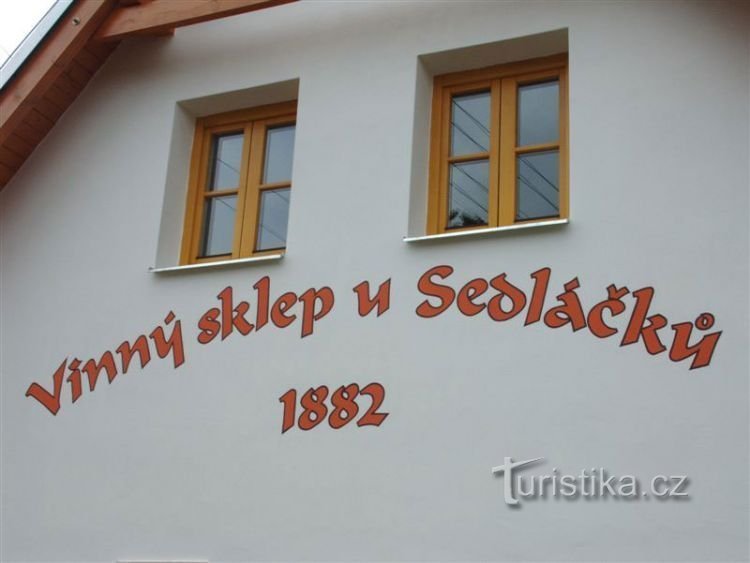 Vinný sklep u Sedláčků
1882
Turistika.cz